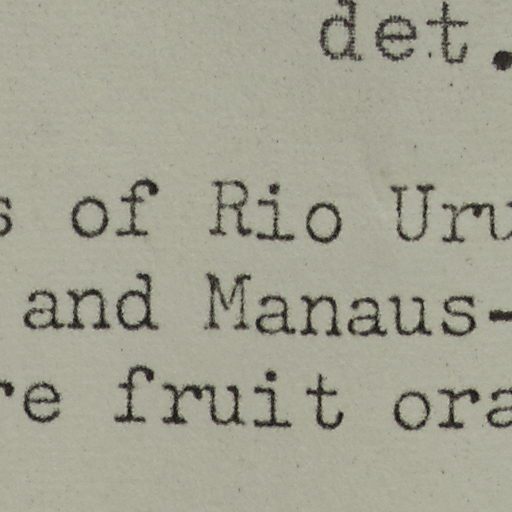 det.
s of Rio Uru
and Manaus-
re fruit ora